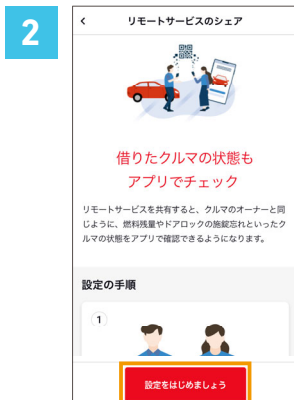 2
リモートサービスのシェア
借りたクルマの状態も
アプリでチェック
リモートサービスを共有すると、クルマのオーナーと同
じように、燃料残量やドアロックの施錠忘れといったク
ルマの状態をアプリで確認できるようになります。
設定の手順
1
設定をはじめましょう